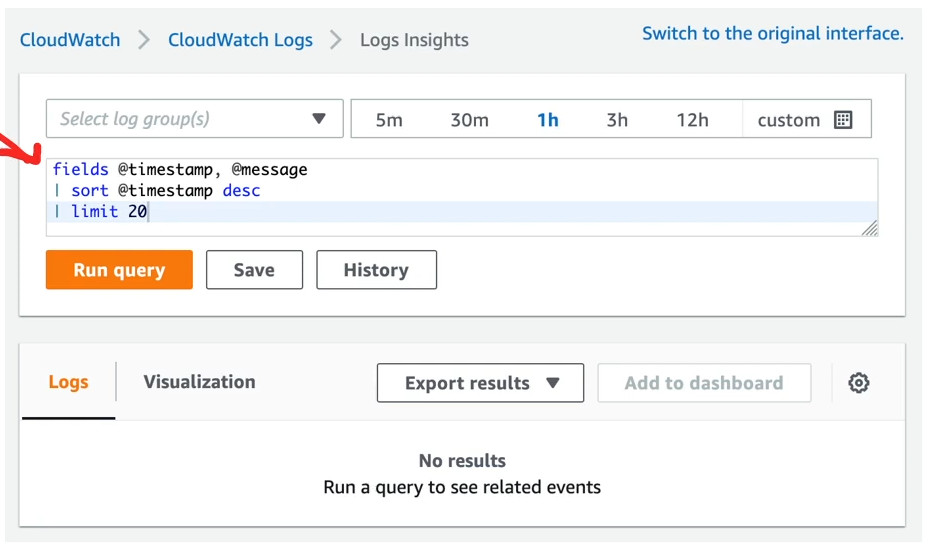 CloudWatch > CloudWatch Logs > Logs Insights
Switch to the original interface.
Select log group(s)
5m 30m 1h 3h 12h custom
fields @timestamp, @message
| sort @timestamp desc
| limit 20
Run query Save History
Logs Visualization Export results Add to dashboard
No results
Run a query to see related events